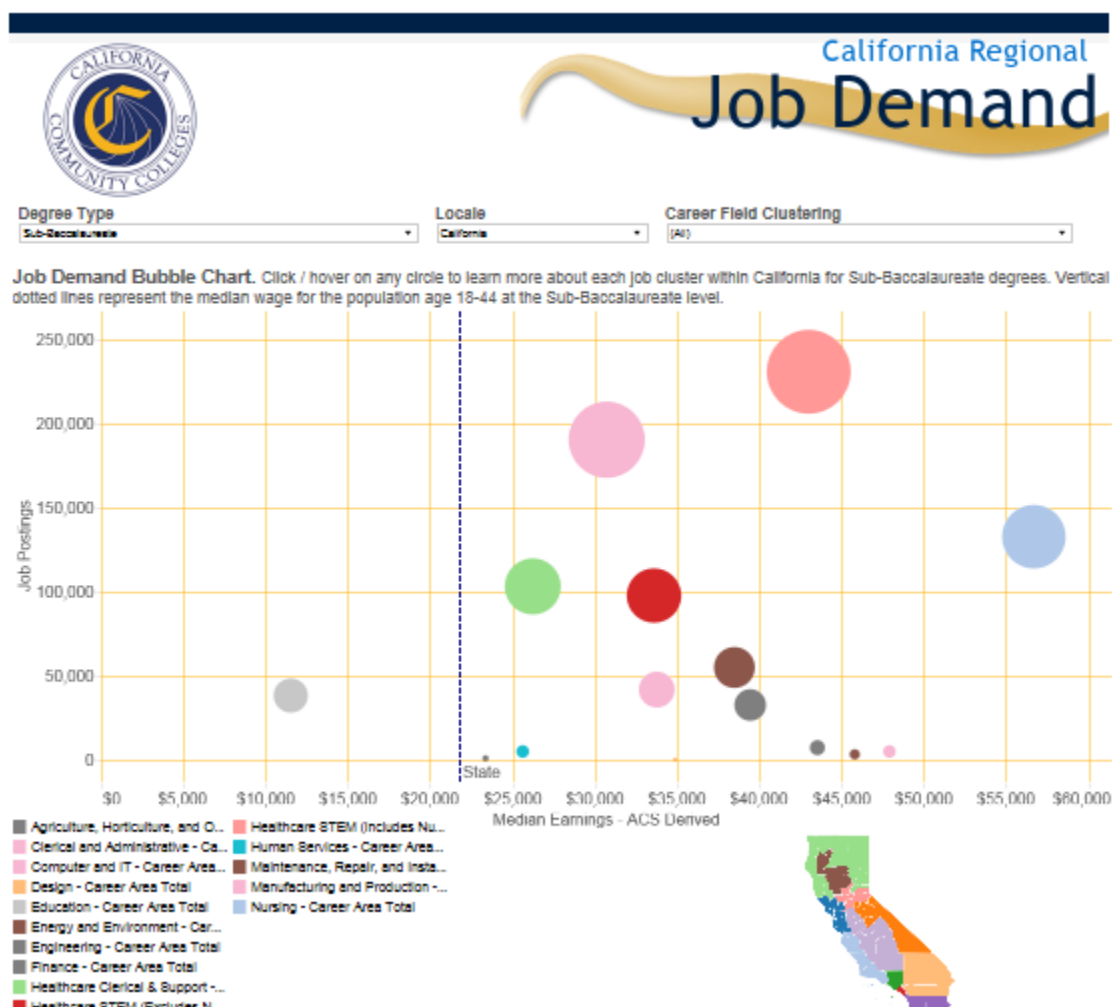 CALIFORNIA
COMMUNITY COLLEGES
California Regional
Job Demand
Degree Type
Locale
Career Field Clustering
Sub-Baccalaureate
California
(All)
Job Demand Bubble Chart. Click / hover on any circle to learn more about each job cluster within California for Sub-Baccalaureate degrees. Vertical
dotted lines represent the median wage for the population age 18-44 at the Sub-Baccalaureate level.
250,000
200,000
150,000
100,000
50,000
0
Job Postings
State
$0
$5,000
$10,000
$15,000
$20,000
$25,000
$30,000
$35,000
$40,000
$45,000
$50,000
$55,000
$60,000
Median Earnings - ACS Derived
Agriculture, Horticulture, and O...
Clerical and Administrative - Ca...
Computer and IT - Career Area...
Design - Career Area Total
Education - Career Area Total
Energy and Environment - Car...
Engineering - Career Area Total
Finance - Career Area Total
Healthcare Clerical & Support -...
Healthcare STEM (Excludes N...
Healthcare STEM (Includes Nu...
Human Services - Career Area...
Maintenance, Repair, and Insta...
Manufacturing and Production -...
Nursing - Career Area Total